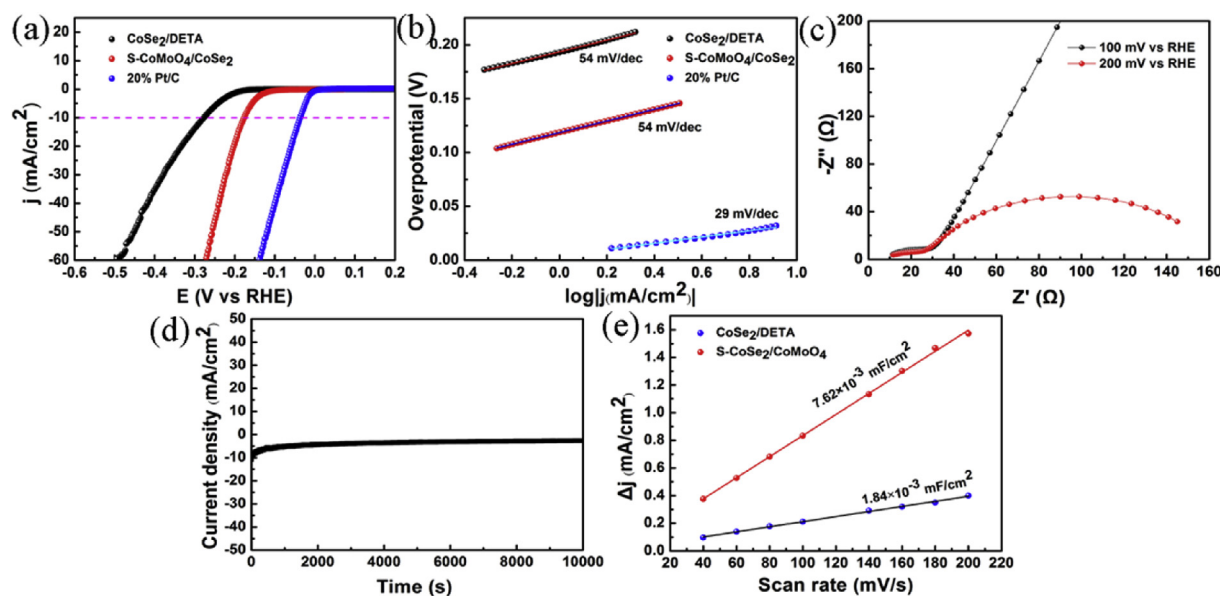 (a)
20
10
0
-10
-20
-30
-40
-50
-60
j (mA/cm²)
CoSe₂/DETA
S-CoMoO₄/CoSe₂
20% Pt/C
-0.6 -0.5 -0.4 -0.3 -0.2 -0.1 0.0 0.1 0.2
E (V vs RHE)
(b)
0.20
0.15
0.10
0.05
0.00
Overpotential (V)
CoSe₂/DETA
S-CoMoO₄/CoSe₂
20% Pt/C
54 mV/dec
54 mV/dec
29 mV/dec
-0.4 -0.2 0.0 0.2 0.4 0.6 0.8 1.0
log|j(mA/cm²)|
(c)
200
160
120
80
40
0
-Z'' (Ω)
100 mV vs RHE
200 mV vs RHE
0 20 40 60 80 100 120 140 160
Z' (Ω)
(d)
50
40
30
20
10
0
-10
-20
-30
-40
-50
Current density (mA/cm²)
0 2000 4000 6000 8000 10000
Time (s)
(e)
1.6
1.4
1.2
1.0
0.8
0.6
0.4
0.2
0.0
Δj (mA/cm²)
CoSe₂/DETA
S-CoSe₂/CoMoO₄
7.62×10⁻³ mF/cm²
1.84×10⁻³ mF/cm²
20 40 60 80 100 120 140 160 180 200 220
Scan rate (mV/s)